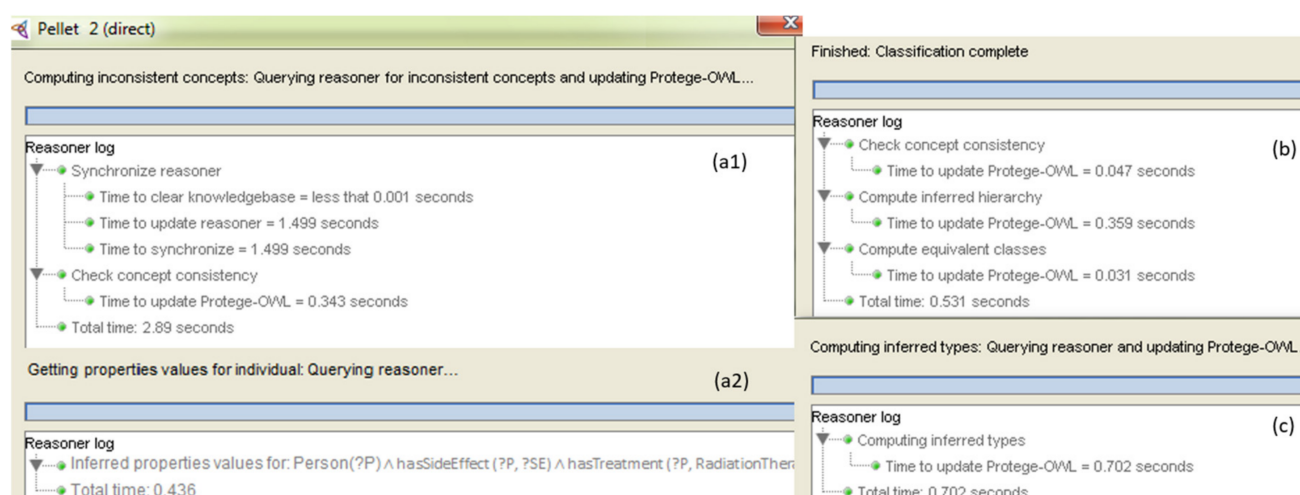 Pellet 2 (direct)
Computing inconsistent concepts: Querying reasoner for inconsistent concepts and updating Protege-OWL...
Reasoner log
(a1)
Synchronize reasoner
Time to clear knowledgebase = less that 0.001 seconds
Time to update reasoner = 1.499 seconds
Time to synchronize = 1.499 seconds
Check concept consistency
Time to update Protege-OWL = 0.343 seconds
Total time: 2.89 seconds
Getting properties values for individual: Querying reasoner...
(a2)
Reasoner log
Inferred properties values for: Person(?P) ∧ hasSideEffect (?P, ?SE) ∧ hasTreatment (?P, RadiationThera
Total time: 0.436
Finished: Classification complete
Reasoner log
(b)
Check concept consistency
Time to update Protege-OWL = 0.047 seconds
Compute inferred hierarchy
Time to update Protege-OWL = 0.359 seconds
Compute equivalent classes
Time to update Protege-OWL = 0.031 seconds
Total time: 0.531 seconds
Computing inferred types: Querying reasoner and updating Protege-OWL
Reasoner log
(c)
Computing inferred types
Time to update Protege-OWL = 0.702 seconds
Total time: 0.702 seconds